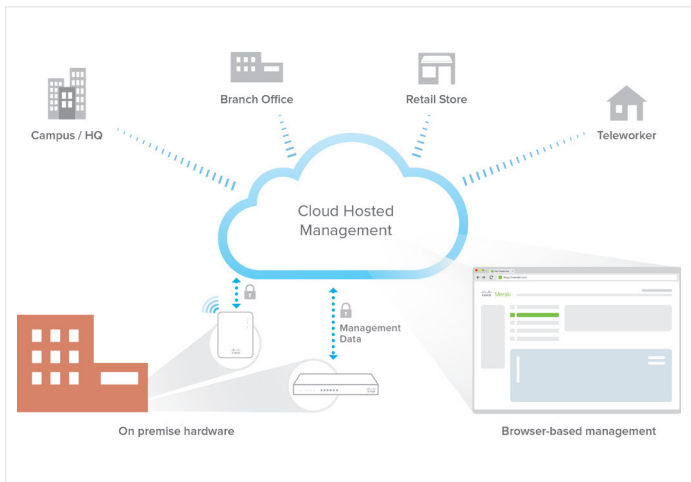 Branch Office
Retail Store
Campus / HQ
Teleworker
Cloud Hosted
Management
Management
Data
CISCO Meraki
On premise hardware
Browser-based management